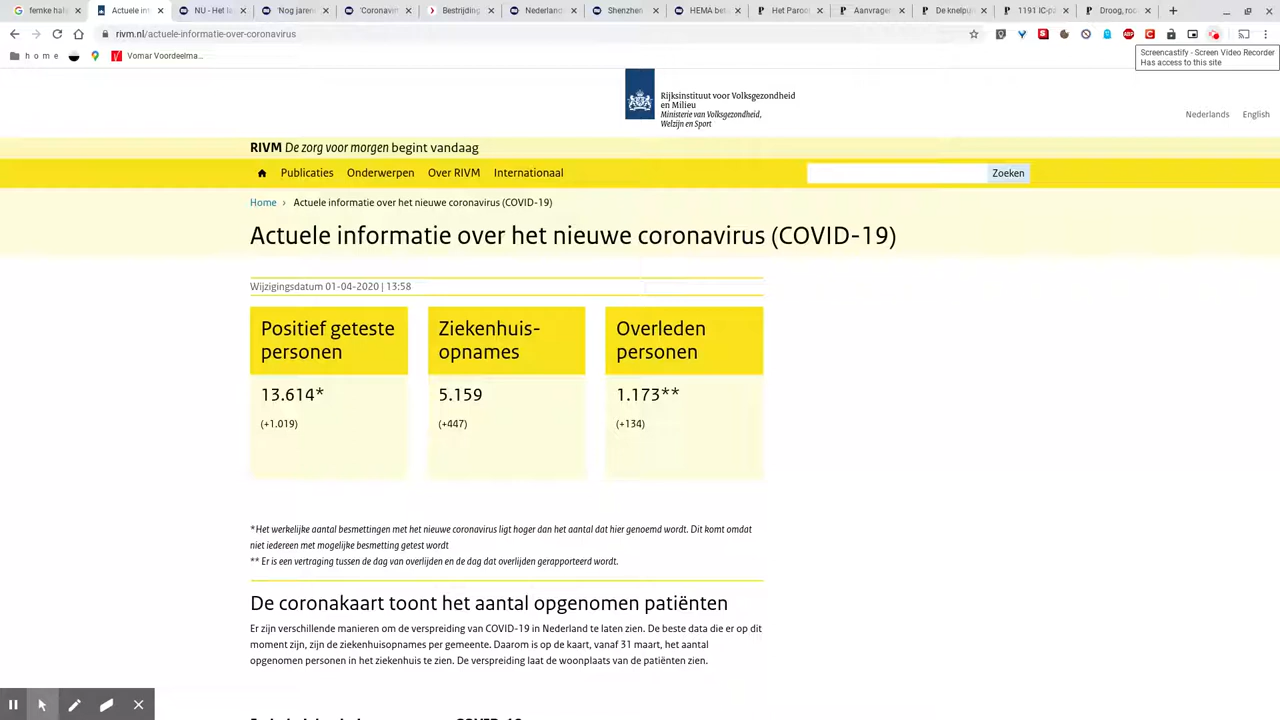 femke hals
Actuele inf
NU - Het la
'Nog jaren
'Coronavir
Bestrijding
Nederland
Shenzhen
HEMA bet
Het Paroo
Aanvrager
De knelpu
1191 IC-p
Droog, ro
rivm.nl/actuele-informatie-over-coronavirus
h o m e
Vomar Voordeelma...
Screencastify - Screen Video Recorder
Has access to this site
Rijksinstituut voor Volksgezondheid
en Milieu
Ministerie van Volksgezondheid,
Welzijn en Sport
Nederlands English
RIVM De zorg voor morgen begint vandaag
Publicaties Onderwerpen Over RIVM Internationaal Zoeken
Home › Actuele informatie over het nieuwe coronavirus (COVID-19)
Actuele informatie over het nieuwe coronavirus (COVID-19)
Wijzigingsdatum 01-04-2020 | 13:58
Positief geteste
personen
13.614*
(+1.019)
Ziekenhuis-
opnames
5.159
(+447)
Overleden
personen
1.173**
(+134)
*Het werkelijke aantal besmettingen met het nieuwe coronavirus ligt hoger dan het aantal dat hier genoemd wordt. Dit komt omdat
niet iedereen met mogelijke besmetting getest wordt
** Er is een vertraging tussen de dag van overlijden en de dag dat overlijden gerapporteerd wordt.
De coronakaart toont het aantal opgenomen patiënten
Er zijn verschillende manieren om de verspreiding van COVID-19 in Nederland te laten zien. De beste data die er op dit
moment zijn, zijn de ziekenhuisopnames per gemeente. Daarom is op de kaart, vanaf 31 maart, het aantal
opgenomen personen in het ziekenhuis te zien. De verspreiding laat de woonplaats van de patiënten zien.